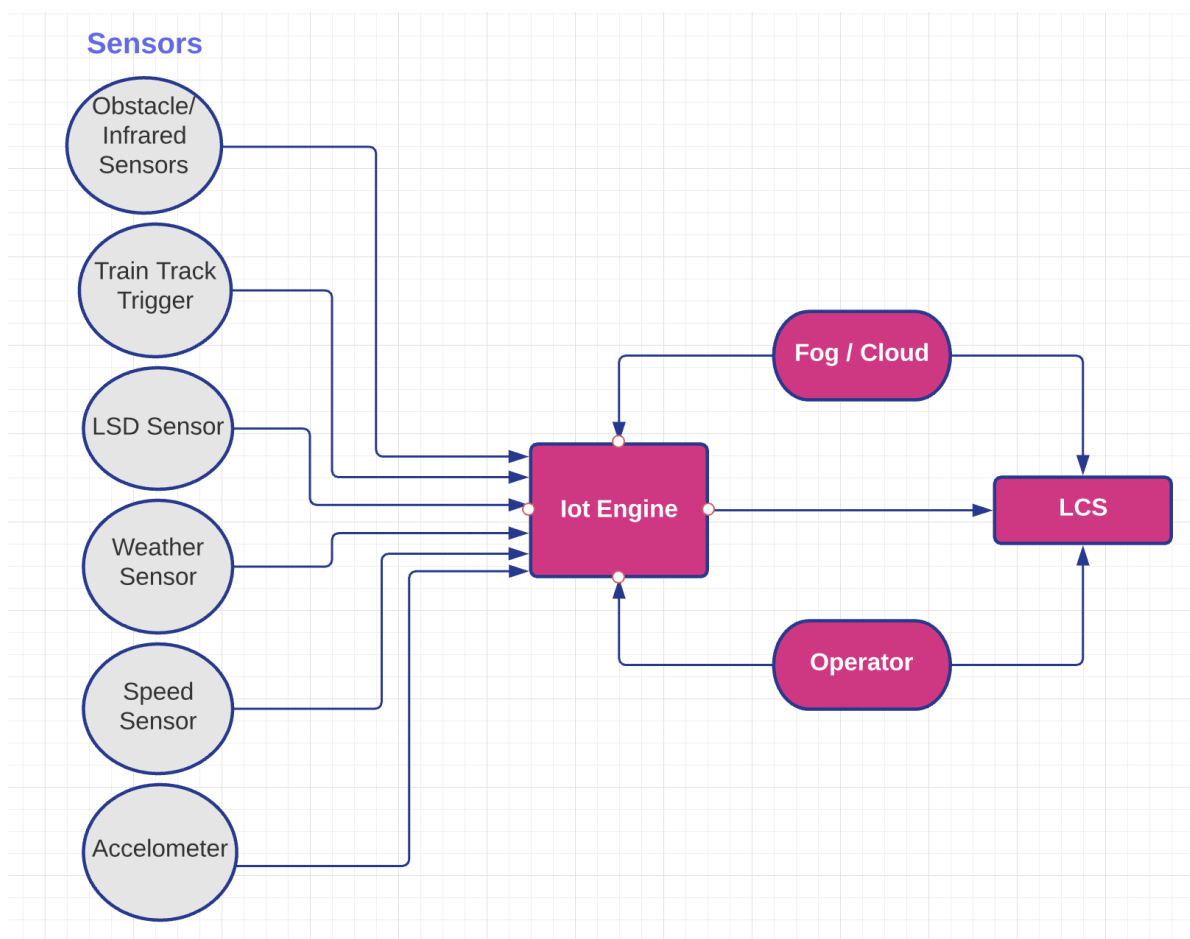 Sensors
Obstacle/
Infrared
Sensors
Train Track
Trigger
LSD Sensor
Weather
Sensor
Speed
Sensor
Accelometer
Fog / Cloud
Iot Engine
LCS
Operator